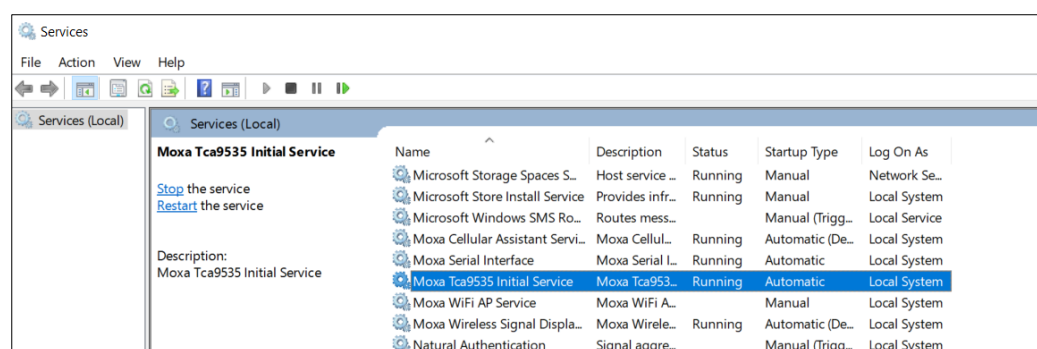 Services
File Action View Help
Services (Local)
Services (Local)
Moxa Tca9535 Initial Service
Stop the service
Restart the service
Description:
Moxa Tca9535 Initial Service
Name Description Status Startup Type Log On As
Microsoft Storage Spaces S... Host service ... Running Manual Network Se...
Microsoft Store Install Service Provides infr... Running Manual Local System
Microsoft Windows SMS Ro... Routes mess... Manual (Trigg... Local Service
Moxa Cellular Assistant Servi... Moxa Cellul... Running Automatic (De... Local System
Moxa Serial Interface Moxa Serial I... Running Automatic Local System
Moxa Tca9535 Initial Service Moxa Tca953... Running Automatic Local System
Moxa WiFi AP Service Moxa WiFi A... Manual Local System
Moxa Wireless Signal Displa... Moxa Wirele... Running Automatic (De... Local System
Natural Authentication Signal aggre... Manual (Trigg... Local System